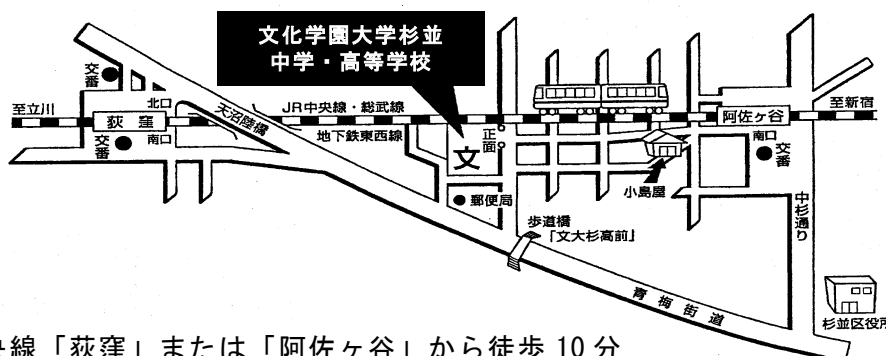 文化学園大学杉並
中学・高等学校
交番
至立川
荻窪
北口
南口
交番
天沼陸橋
JR中央線・総武線
地下鉄東西線
文
正面
郵便局
歩道橋
「文大杉高前」
小島屋
阿佐ヶ谷
南口
交番
至新宿
中杉通り
青梅街道
杉並区役所
線「荻窪」または「阿佐ヶ谷」から徒歩 10 分